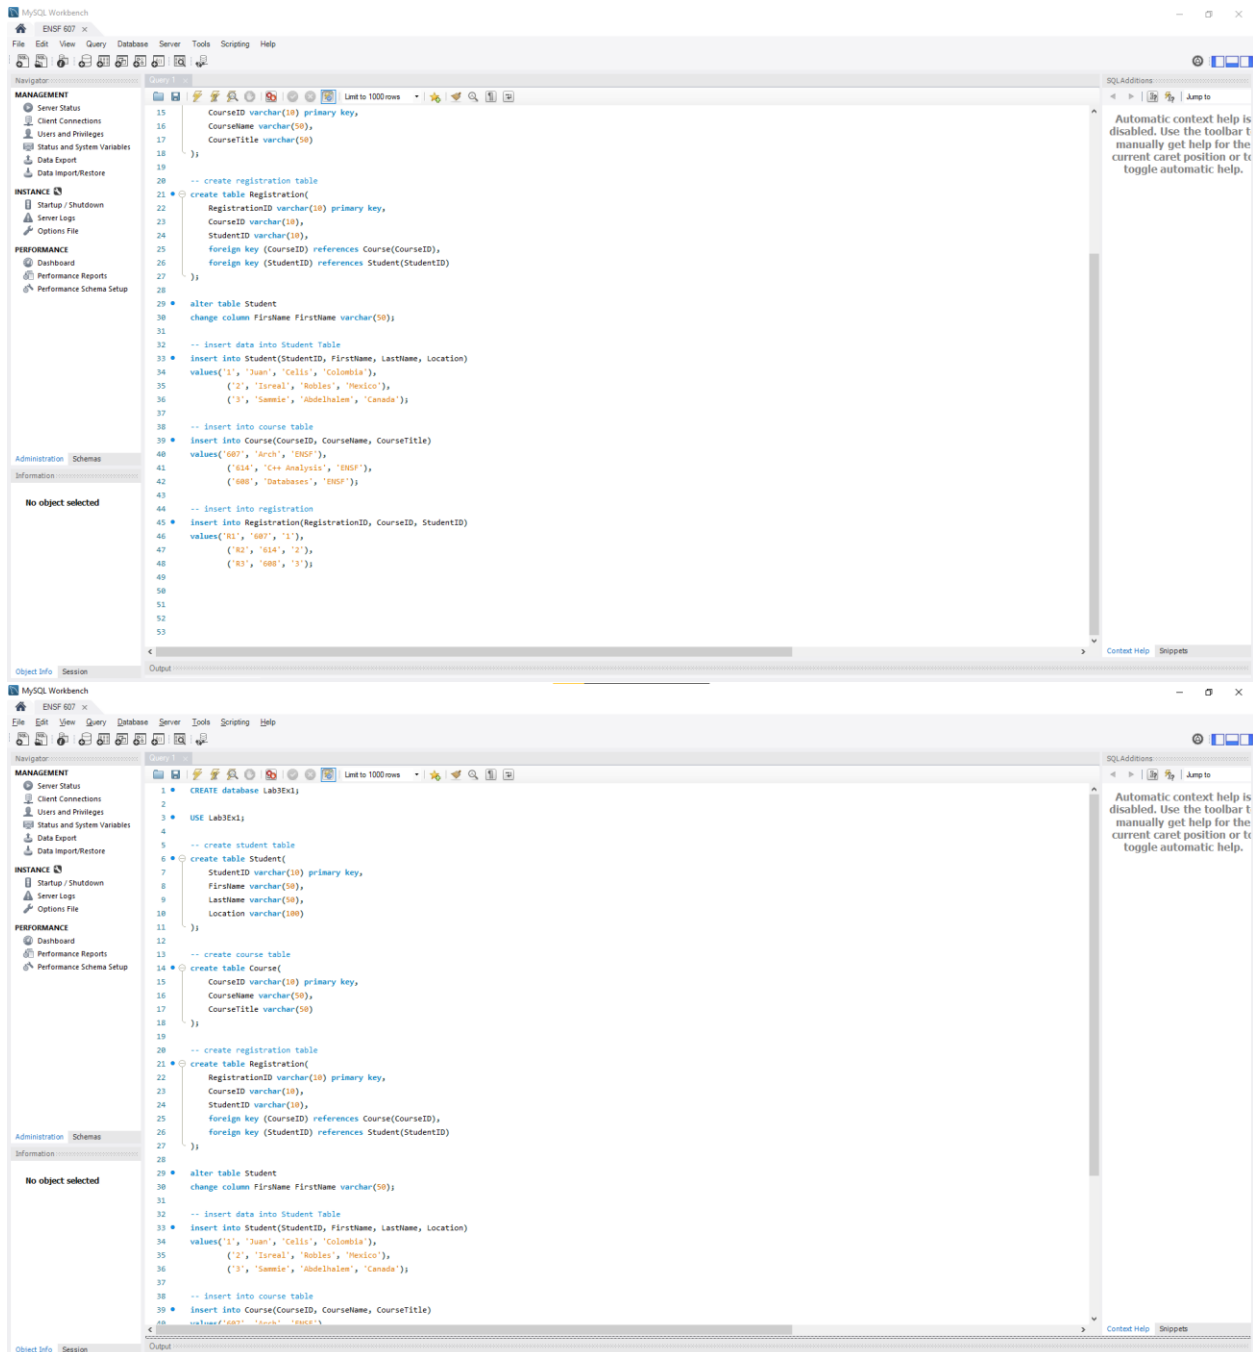 MySQL Workbench
ENSF 607 ×
File Edit View Query Database Server Tools Scripting Help
Navigator
MANAGEMENT
Server Status
Client Connections
Users and Privileges
Status and System Variables
Data Export
Data Import/Restore
INSTANCE
Startup / Shutdown
Server Logs
Options File
PERFORMANCE
Dashboard
Performance Reports
Performance Schema Setup
Administration Schemas
Information
No object selected
Object Info Session
Query 1 ×
Limit to 1000 rows
15 CourseID varchar(10) primary key,
16 CourseName varchar(50),
17 CourseTitle varchar(50)
18 );
19
20 -- create registration table
21 create table Registration(
22 RegistrationID varchar(10) primary key,
23 CourseID varchar(10),
24 StudentID varchar(10),
25 foreign key (CourseID) references Course(CourseID),
26 foreign key (StudentID) references Student(StudentID)
27 );
28
29 alter table Student
30 change column FirsName FirstName varchar(50);
31
32 -- insert data into Student Table
33 insert into Student(StudentID, FirstName, LastName, Location)
34 values('1', 'Juan', 'Celis', 'Colombia'),
35 ('2', 'Isreal', 'Robles', 'Mexico'),
36 ('3', 'Sammie', 'Abdelhalem', 'Canada');
37
38 -- insert into course table
39 insert into Course(CourseID, CourseName, CourseTitle)
40 values('607', 'Arch', 'ENSF'),
41 ('614', 'C++ Analysis', 'ENSF'),
42 ('608', 'Databases', 'ENSF');
43
44 -- insert into registration
45 insert into Registration(RegistrationID, CourseID, StudentID)
46 values('R1', '607', '1'),
47 ('R2', '614', '2'),
48 ('R3', '608', '3');
49
50
51
52
53
Output
SQLAdditions
Jump to
Automatic context help is
disabled. Use the toolbar t
manually get help for the
current caret position or to
toggle automatic help.
Context Help Snippets
MySQL Workbench
ENSF 607 ×
File Edit View Query Database Server Tools Scripting Help
Navigator
MANAGEMENT
Server Status
Client Connections
Users and Privileges
Status and System Variables
Data Export
Data Import/Restore
INSTANCE
Startup / Shutdown
Server Logs
Options File
PERFORMANCE
Dashboard
Performance Reports
Performance Schema Setup
Administration Schemas
Information
No object selected
Object Info Session
Query 1 ×
Limit to 1000 rows
1 CREATE database Lab3Ex1;
2
3 USE Lab3Ex1;
4
5 -- create student table
6 create table Student(
7 StudentID varchar(10) primary key,
8 FirsName varchar(50),
9 LastName varchar(50),
10 Location varchar(100)
11 );
12
13 -- create course table
14 create table Course(
15 CourseID varchar(10) primary key,
16 CourseName varchar(50),
17 CourseTitle varchar(50)
18 );
19
20 -- create registration table
21 create table Registration(
22 RegistrationID varchar(10) primary key,
23 CourseID varchar(10),
24 StudentID varchar(10),
25 foreign key (CourseID) references Course(CourseID),
26 foreign key (StudentID) references Student(StudentID)
27 );
28
29 alter table Student
30 change column FirsName FirstName varchar(50);
31
32 -- insert data into Student Table
33 insert into Student(StudentID, FirstName, LastName, Location)
34 values('1', 'Juan', 'Celis', 'Colombia'),
35 ('2', 'Isreal', 'Robles', 'Mexico'),
36 ('3', 'Sammie', 'Abdelhalem', 'Canada');
37
38 -- insert into course table
39 insert into Course(CourseID, CourseName, CourseTitle)
40 values('607', 'Arch', 'ENSF')
Output
SQLAdditions
Jump to
Automatic context help is
disabled. Use the toolbar t
manually get help for the
current caret position or to
toggle automatic help.
Context Help Snippets